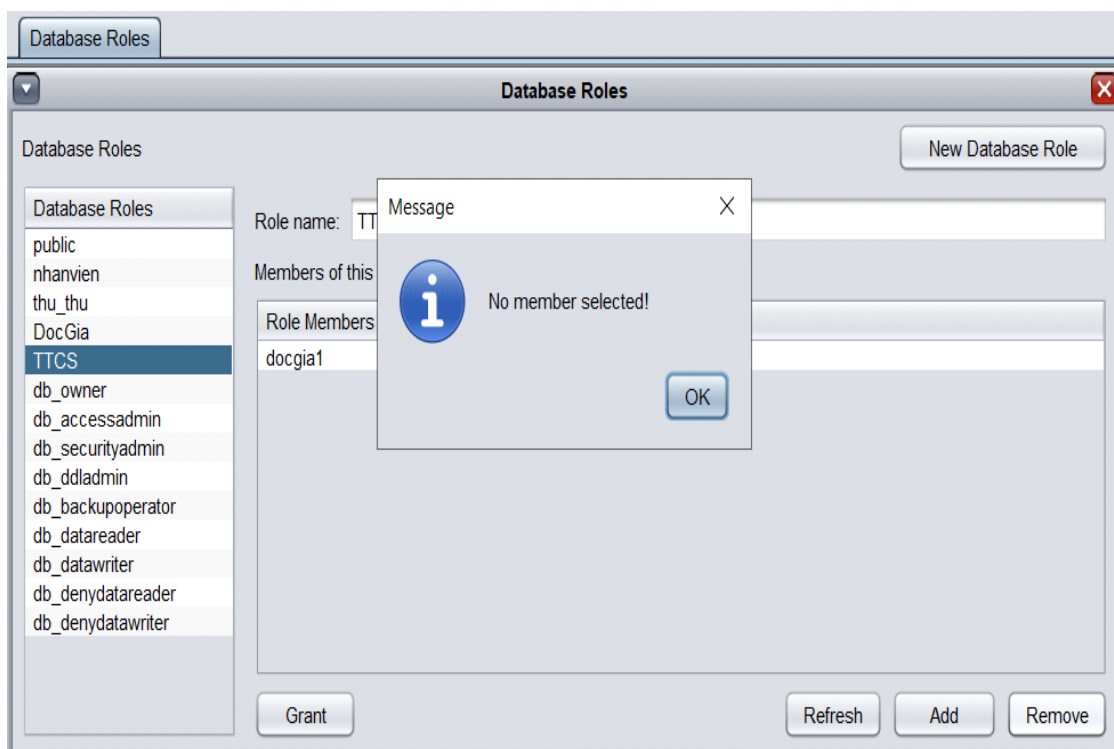 Database Roles
Database Roles
Database Roles
New Database Role
Database Roles
public
nhanvien
thu_thu
DocGia
TTCS
db_owner
db_accessadmin
db_securityadmin
db_ddladmin
db_backupoperator
db_datareader
db_datawriter
db_denydatareader
db_denydatawriter
Role name: TT
Members of this
Role Members
docgia1
Message X
No member selected!
OK
Grant
Refresh
Add
Remove